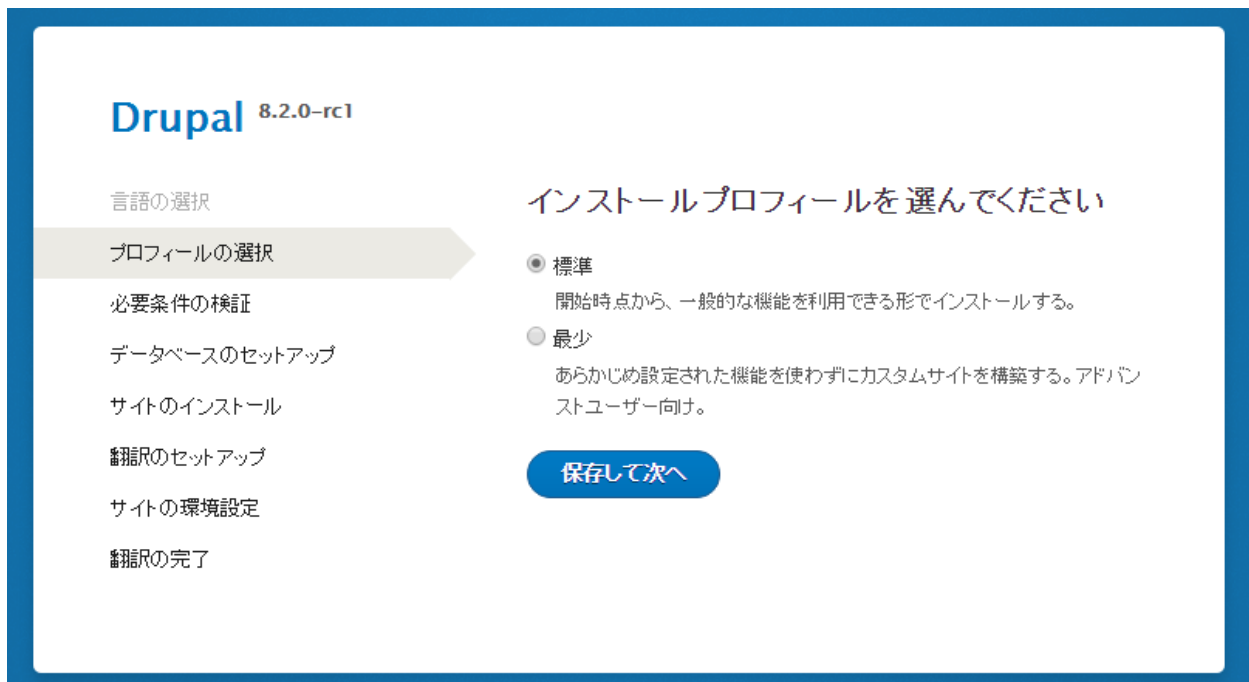 Drupal 8.2.0-rc1
言語の選択
プロフィールの選択
必要条件の検証
データベースのセットアップ
サイトのインストール
翻訳のセットアップ
サイトの環境設定
翻訳の完了
インストールプロフィールを選んでください
標準
開始時点から、一般的な機能を利用できる形でインストールする。
最少
あらかじめ設定された機能を使わずにカスタムサイトを構築する。アドバン
ストユーザー向け。
保存して次へ